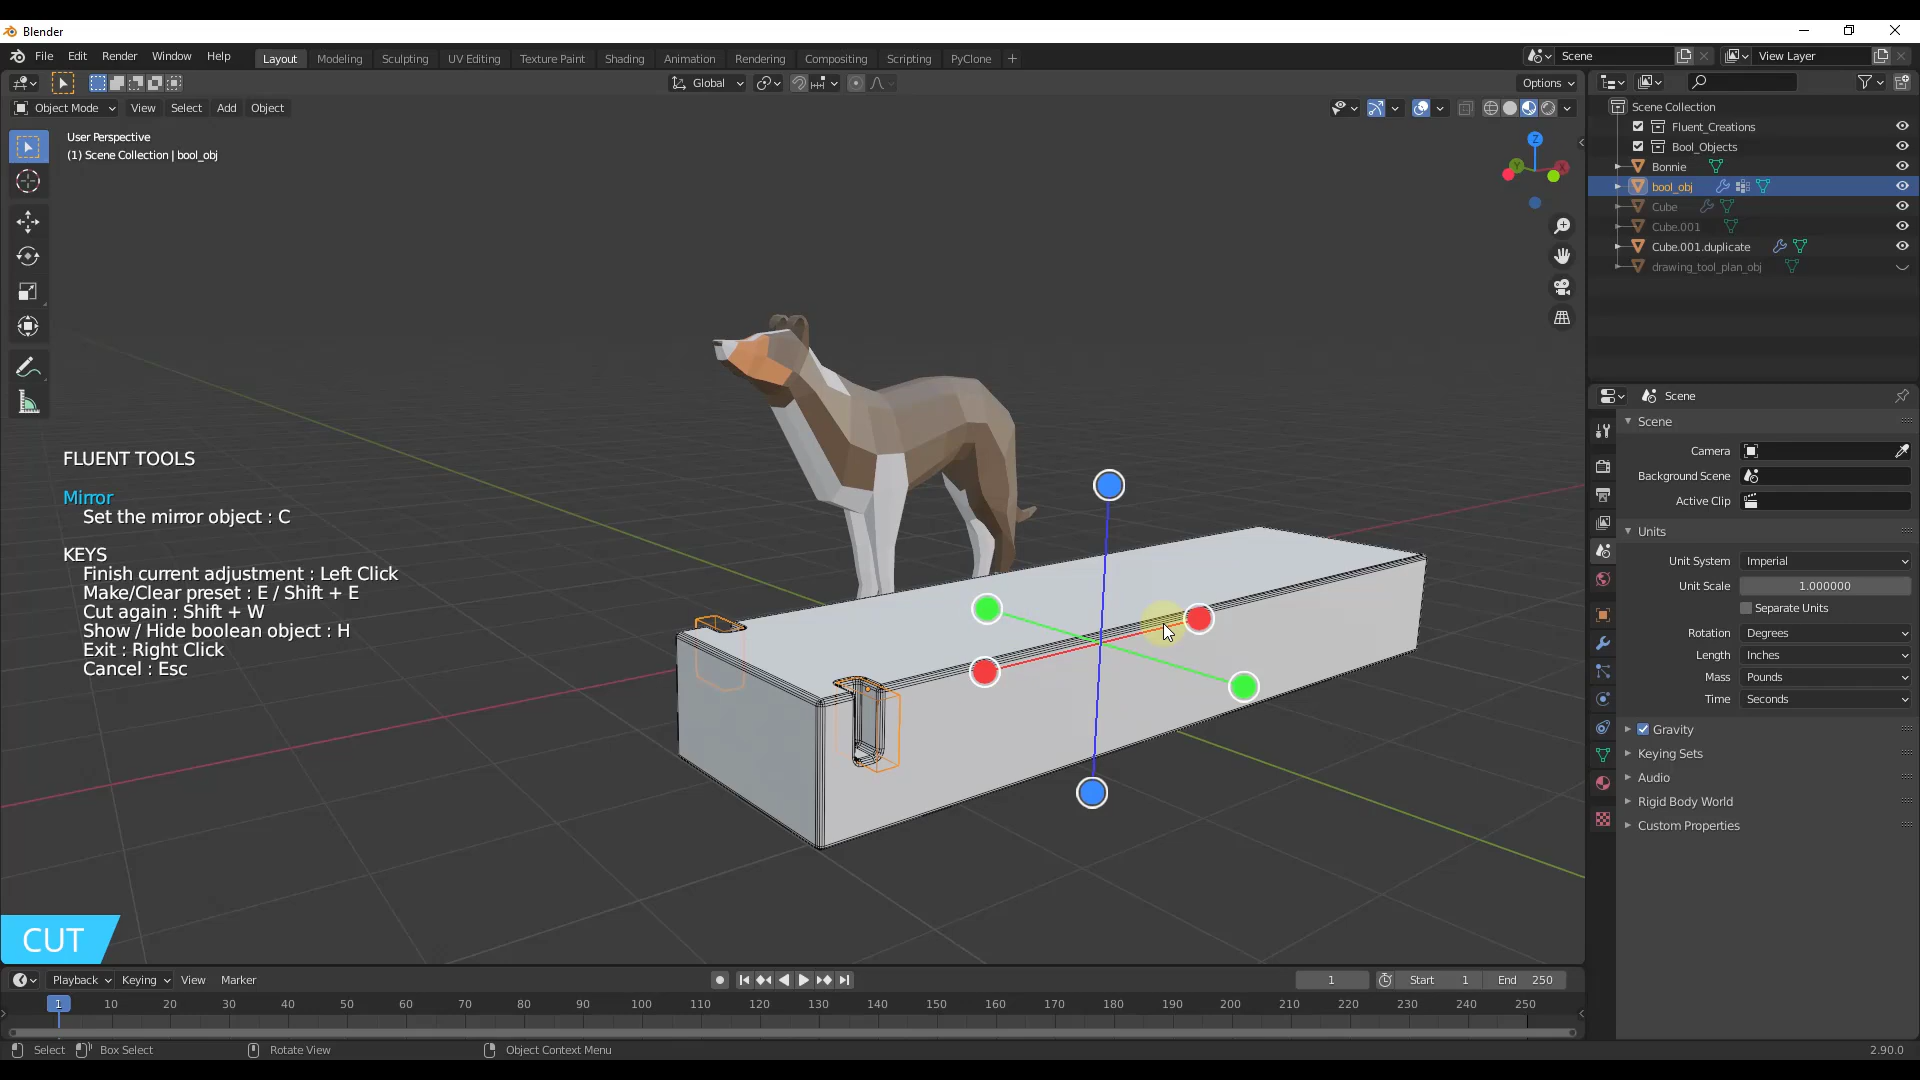 Blender
File Edit Render Window Help
Layout Modeling Sculpting UV Editing Texture Paint Shading Animation Rendering Compositing Scripting PyClone +
Scene
View Layer
Global
Options
Object Mode View Select Add Object
User Perspective
(1) Scene Collection | bool_obj
Z
Y
X
Scene Collection
Fluent_Creations
Bool_Objects
Bonnie
bool_obj
Cube
Cube.001
Cube.001.duplicate
drawing_tool_plan_obj
FLUENT TOOLS
Mirror
Set the mirror object : C
KEYS
Finish current adjustment : Left Click
Make/Clear preset : E / Shift + E
Cut again : Shift + W
Show / Hide boolean object : H
Exit : Right Click
Cancel : Esc
CUT
Scene
Scene
Camera
Background Scene
Active Clip
Units
Unit System Imperial
Unit Scale 1.000000
Separate Units
Rotation Degrees
Length Inches
Mass Pounds
Time Seconds
Gravity
Keying Sets
Audio
Rigid Body World
Custom Properties
Playback Keying View Marker
1
Start 1
End 250
1 10 20 30 40 50 60 70 80 90 100 110 120 130 140 150 160 170 180 190 200 210 220 230 240 250
Select Box Select Rotate View Object Context Menu
2.90.0